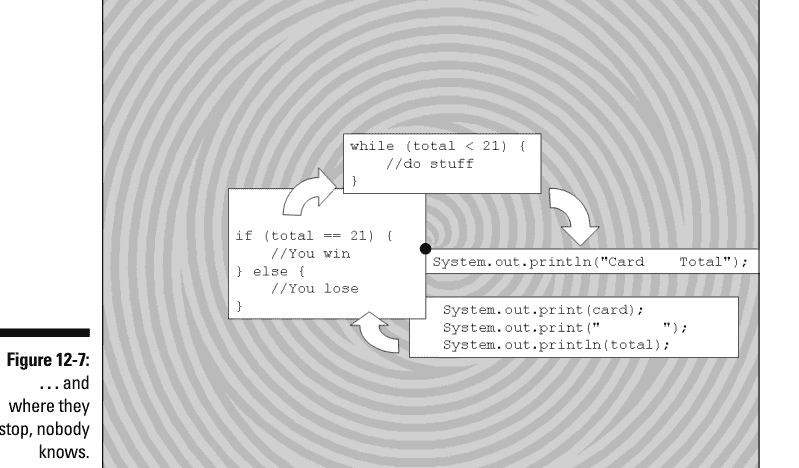 while (total < 21) {
//do stuff
}
if (total == 21) {
//You win
} else {
//You lose
}
System.out.println("Card    Total");
System.out.print(card);
System.out.print("       ");
System.out.println(total);
Figure 12-7:
. . . and
where they
stop, nobody
knows.